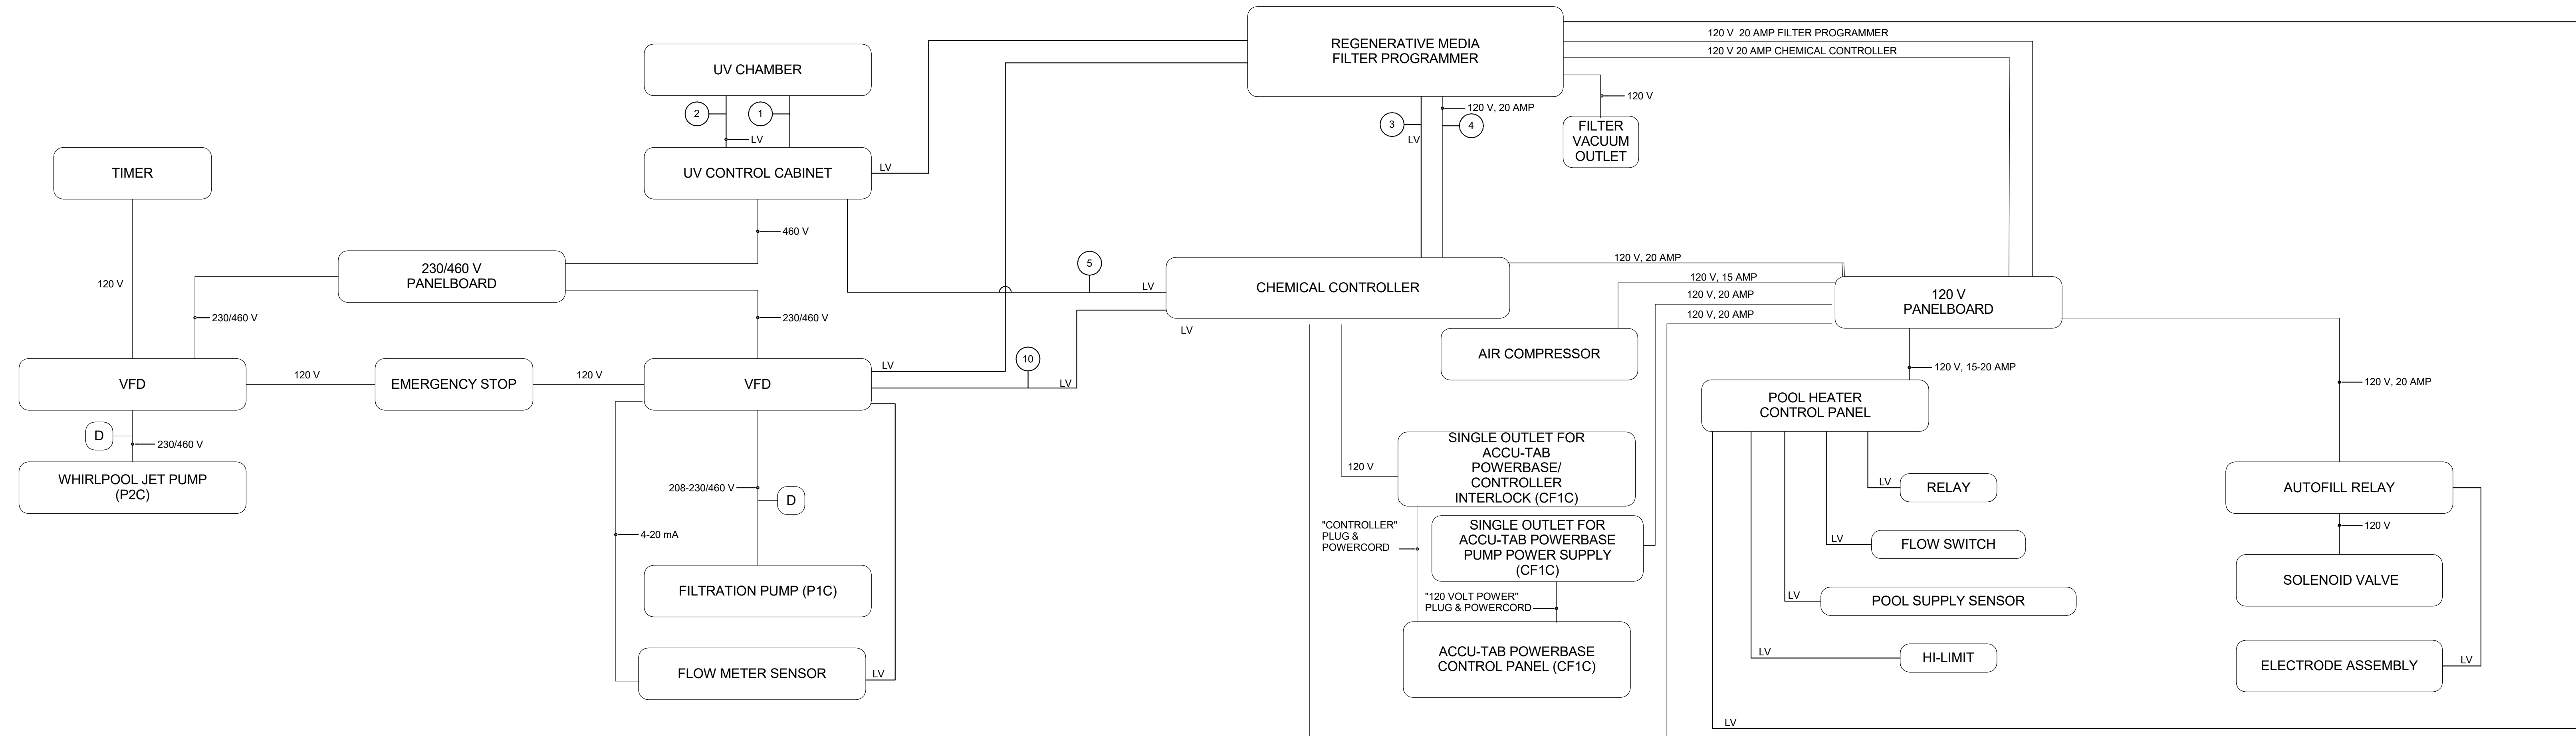 120 V  20 AMP FILTER PROGRAMMER
120 V 20 AMP CHEMICAL CONTROLLER
REGENERATIVE MEDIA
FILTER PROGRAMMER
UV CHAMBER
2
1
LV
120 V, 20 AMP
3
4
LV
120 V
FILTER
VACUUM
OUTLET
TIMER
UV CONTROL CABINET
LV
460 V
230/460 V
PANELBOARD
120 V
230/460 V
230/460 V
5
LV
CHEMICAL CONTROLLER
LV
120 V, 20 AMP
120 V, 15 AMP
120 V, 20 AMP
120 V, 20 AMP
120 V
PANELBOARD
AIR COMPRESSOR
120 V, 15-20 AMP
120 V, 20 AMP
VFD
120 V
EMERGENCY STOP
120 V
VFD
LV
10
LV
D
230/460 V
WHIRLPOOL JET PUMP
(P2C)
208-230/460 V
D
4-20 mA
FILTRATION PUMP (P1C)
FLOW METER SENSOR
LV
120 V
SINGLE OUTLET FOR
ACCU-TAB
POWERBASE/
CONTROLLER
INTERLOCK (CF1C)
"CONTROLLER"
PLUG &
POWERCORD
SINGLE OUTLET FOR
ACCU-TAB POWERBASE
PUMP POWER SUPPLY
(CF1C)
"120 VOLT POWER"
PLUG & POWERCORD
ACCU-TAB POWERBASE
CONTROL PANEL (CF1C)
POOL HEATER
CONTROL PANEL
LV
RELAY
LV
FLOW SWITCH
LV
POOL SUPPLY SENSOR
LV
HI-LIMIT
LV
AUTOFILL RELAY
120 V
SOLENOID VALVE
ELECTRODE ASSEMBLY
LV